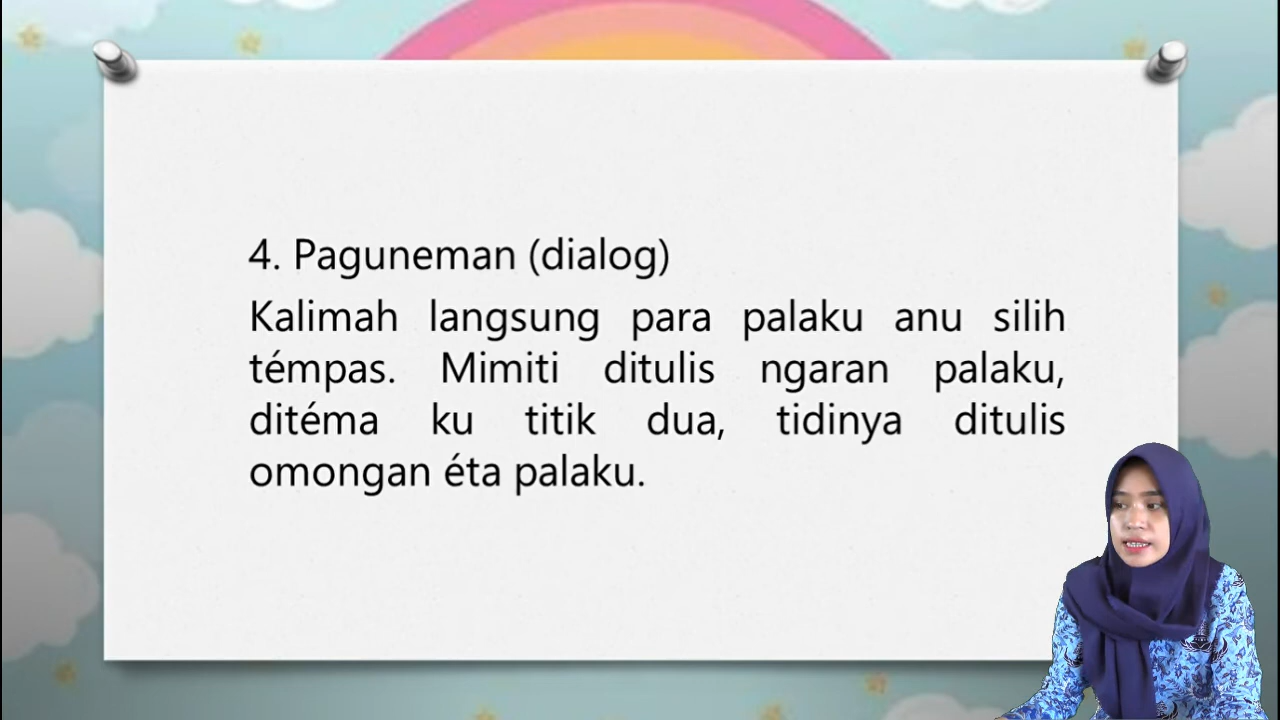 4. Paguneman (dialog)
Kalimah langsung para palaku anu silih
témpas. Mimiti ditulis ngaran palaku,
ditéma ku titik dua, tidinya ditulis
omongan éta palaku.